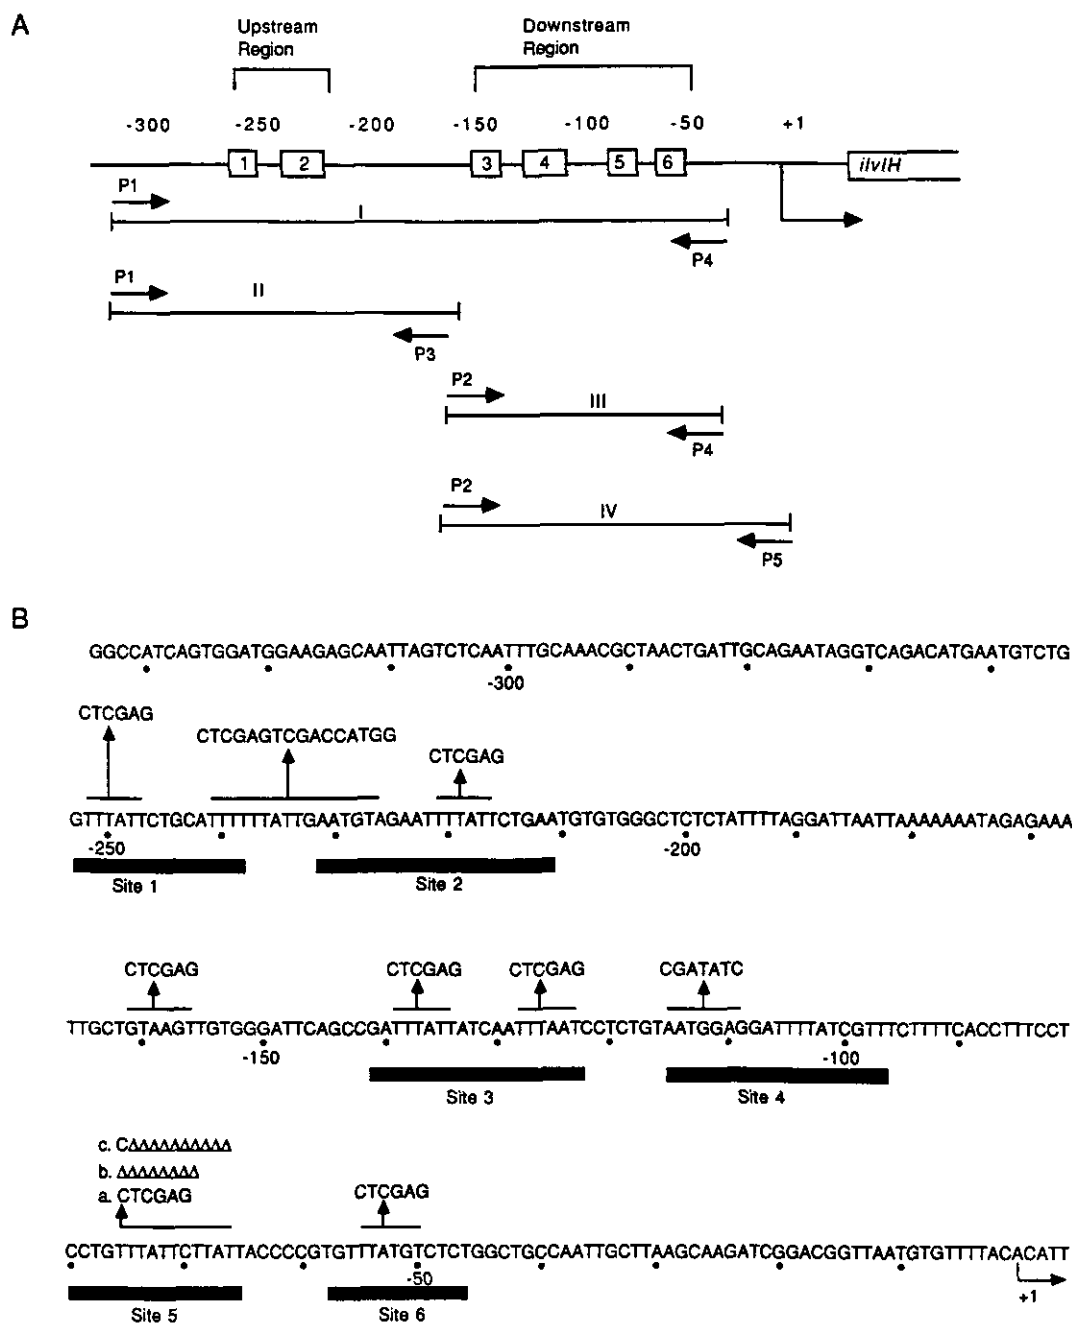 A
Upstream
Region
Downstream
Region
-300 -250 -200 -150 -100 -50 +1
1 2 3 4 5 6 ilvIH
P1
I
P4
P1
II
P3
P2
III
P4
P2
IV
P5
B
GGCCATCAGTGGATGGAAGAGCAATTAGTCTCAATTTGCAAACGCTAACTGATTGCAGAATAGGTCAGACATGAATGTCTG
-300
CTCGAG
CTCGAGTCGACCATGG
CTCGAG
GTTTATTCTGCATTTTTTATTGAATGTAGAATTTTATTCTGAATGTGTGGGCTCTCTATTTTAGGATTAATTAAAAAAATAGAGAAA
-250 -200
Site 1 Site 2
CTCGAG CTCGAG CTCGAG CGATATC
TTGCTGTAAGTTGTGGGATTCAGCCGATTTATTATCAATTTAATCCTCTGTAATGGAGGATTTTATCGTTTCTTTTCACCTTTCCT
-150 -100
Site 3 Site 4
c. CΔΔΔΔΔΔΔΔΔΔ
b. ΔΔΔΔΔΔΔΔ
a. CTCGAG CTCGAG
CCTGTTTATTCTTATTACCCCGTGTTTATGTCTCTGGCTGCCAATTGCTTAAGCAAGATCGGACGGTTAATGTGTTTTACACATT
-50 +1
Site 5 Site 6